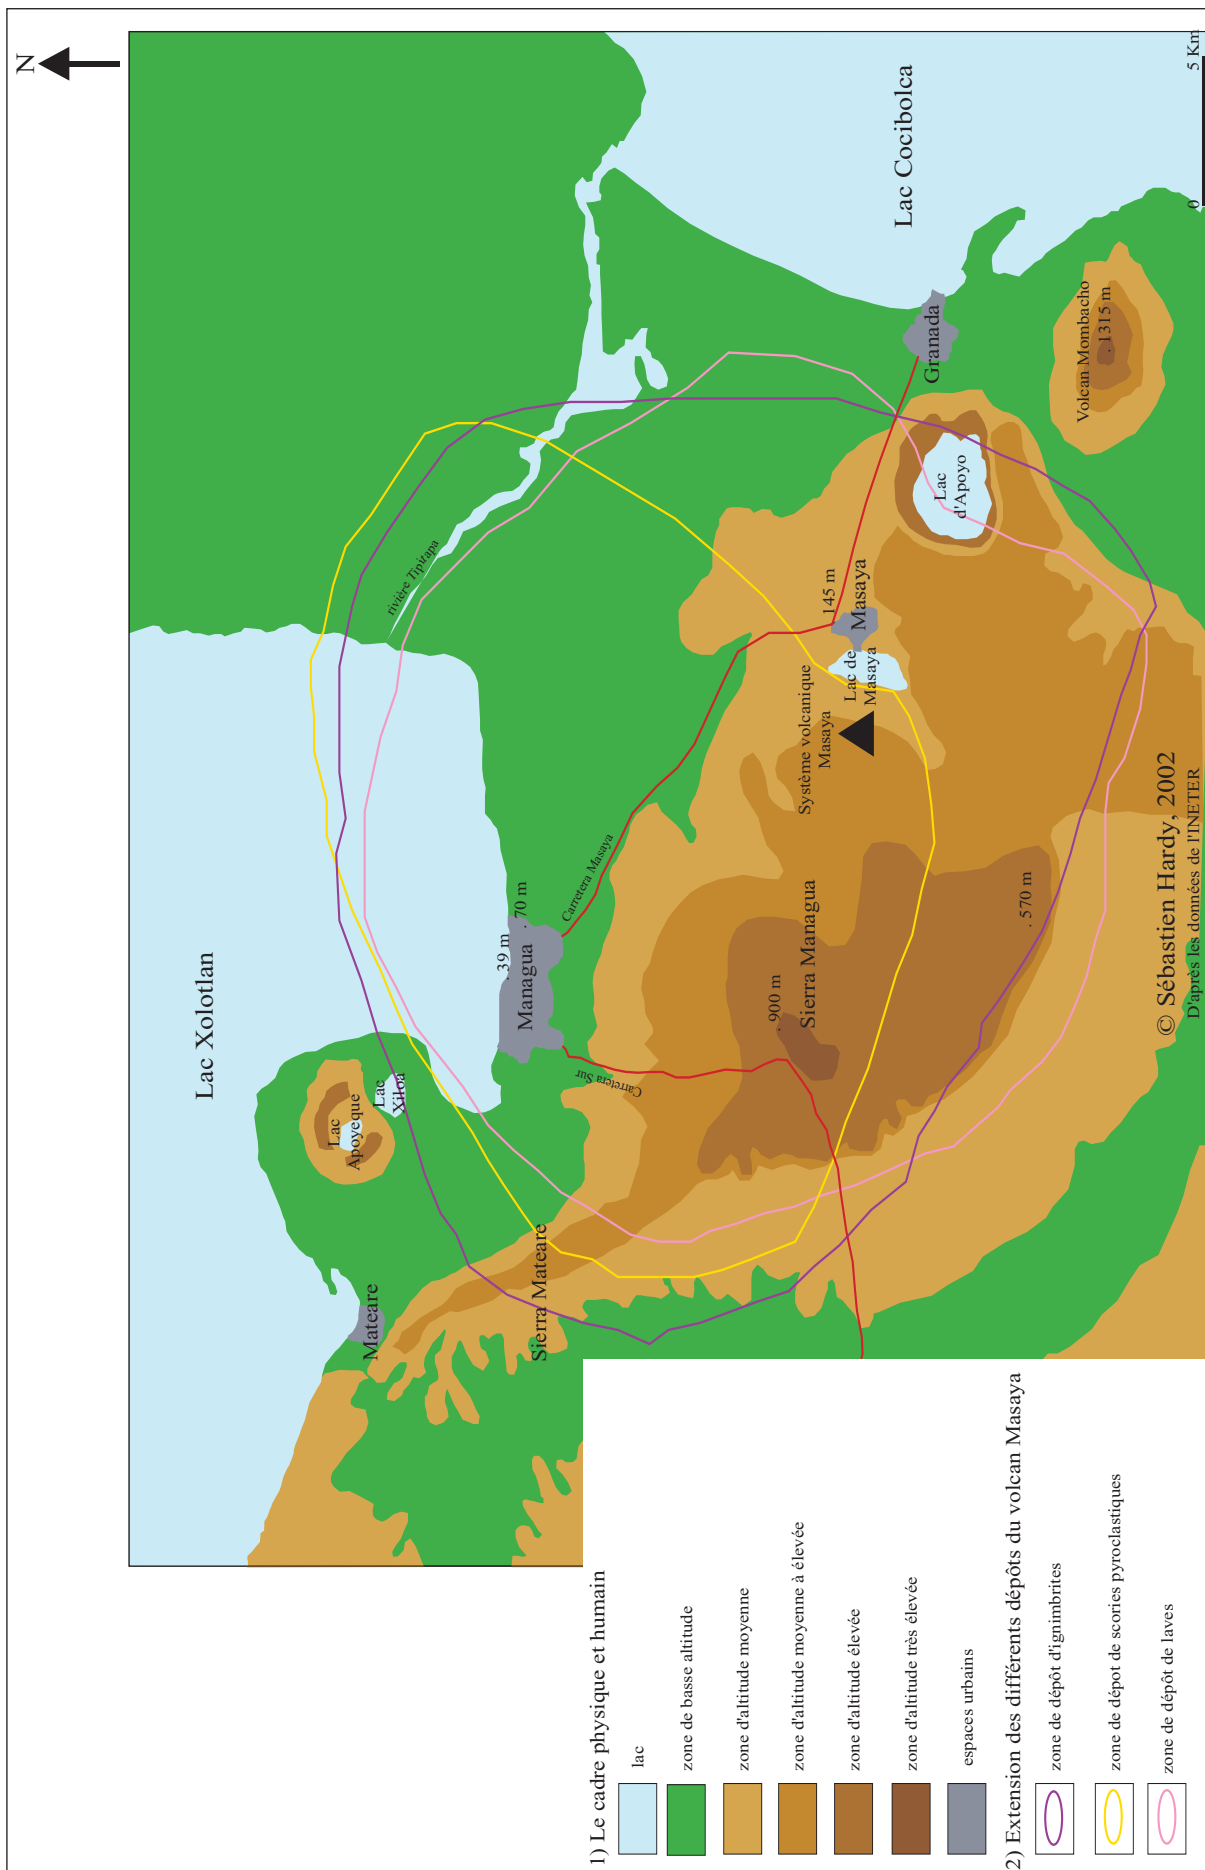 N
Lac Xolotlan
Lac
Apoyeque
Lac
Xiloa
Mateare
Sierra Mateare
. 39 m
. 70 m
Managua
rivière Tipitapa
Carretera Masaya
Carretera Sur
. 900 m
Sierra Managua
. 570 m
Système volcanique
Masaya
145 m
Masaya
Lac de
Masaya
Lac
d'Apoyo
Granada
Lac Cocibolca
Volcan Mombacho
. 1315 m
0
5 Km
© Sébastien Hardy, 2002
D'après les données de l'INETER
1) Le cadre physique et humain
lac
zone de basse altitude
zone d'altitude moyenne
zone d'altitude moyenne à élevée
zone d'altitude élevée
zone d'altitude très élevée
espaces urbains
2) Extension des différents dépôts du volcan Masaya
zone de dépôt d'ignimbrites
zone de dépot de scories pyroclastiques
zone de dépôt de laves